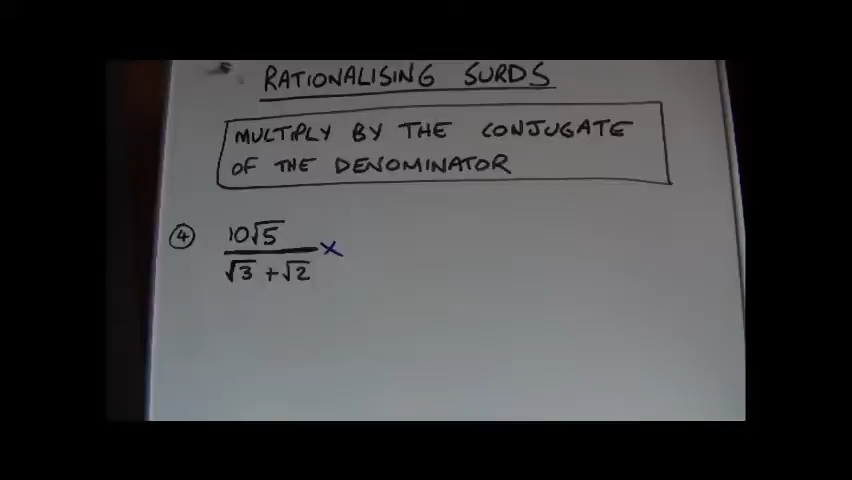 RATIONALISING SURDS
MULTIPLY BY THE CONJUGATE
OF THE DENOMINATOR
④ 10√5 ×
√3 + √2